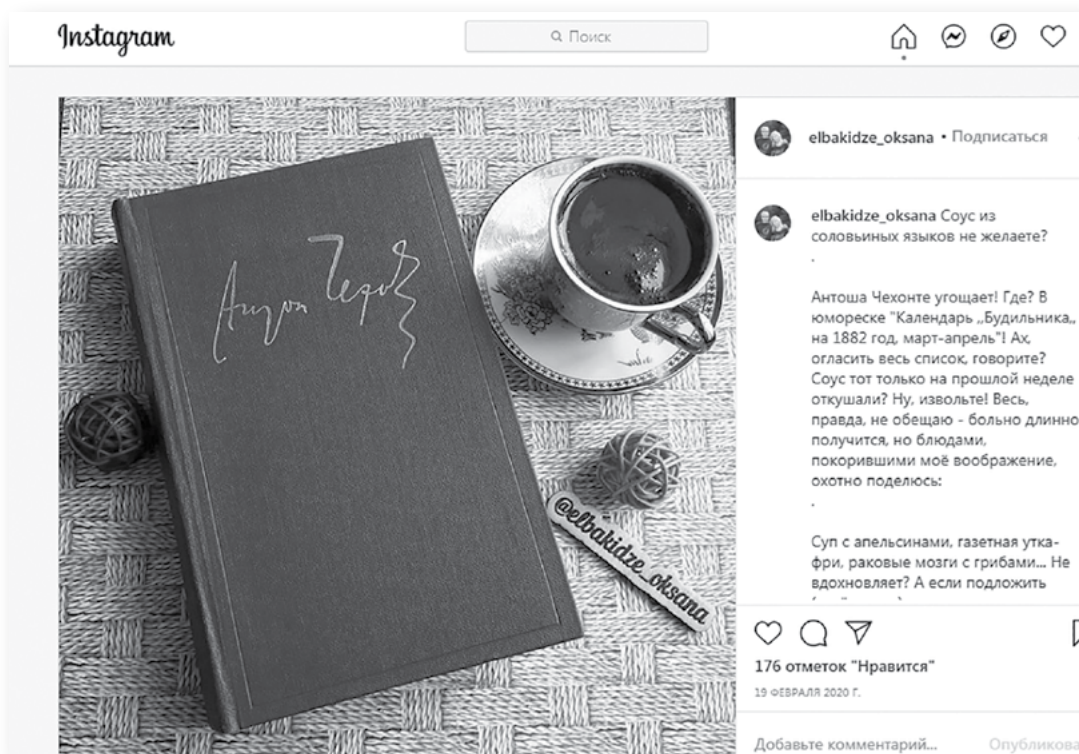 Instagram
Поиск
Антон Чехов
@elbakidze_oksana
elbakidze_oksana • Подписаться
elbakidze_oksana Соус из
соловьиных языков не желаете?
.
Антоша Чехонте угощает! Где? В
юмореске "Календарь ,,Будильника,,
на 1882 год, март-апрель"! Ах,
огласить весь список, говорите?
Соус тот только на прошлой неделе
откушали? Ну, извольте! Весь,
правда, не обещаю - больно длинно
получится, но блюдами,
покорившими моё воображение,
охотно поделюсь:
.
Суп с апельсинами, газетная утка-
фри, раковые мозги с грибами... Не
вдохновляет? А если подложить
176 отметок "Нравится"
19 ФЕВРАЛЯ 2020 Г.
Добавьте комментарий... Опубликова